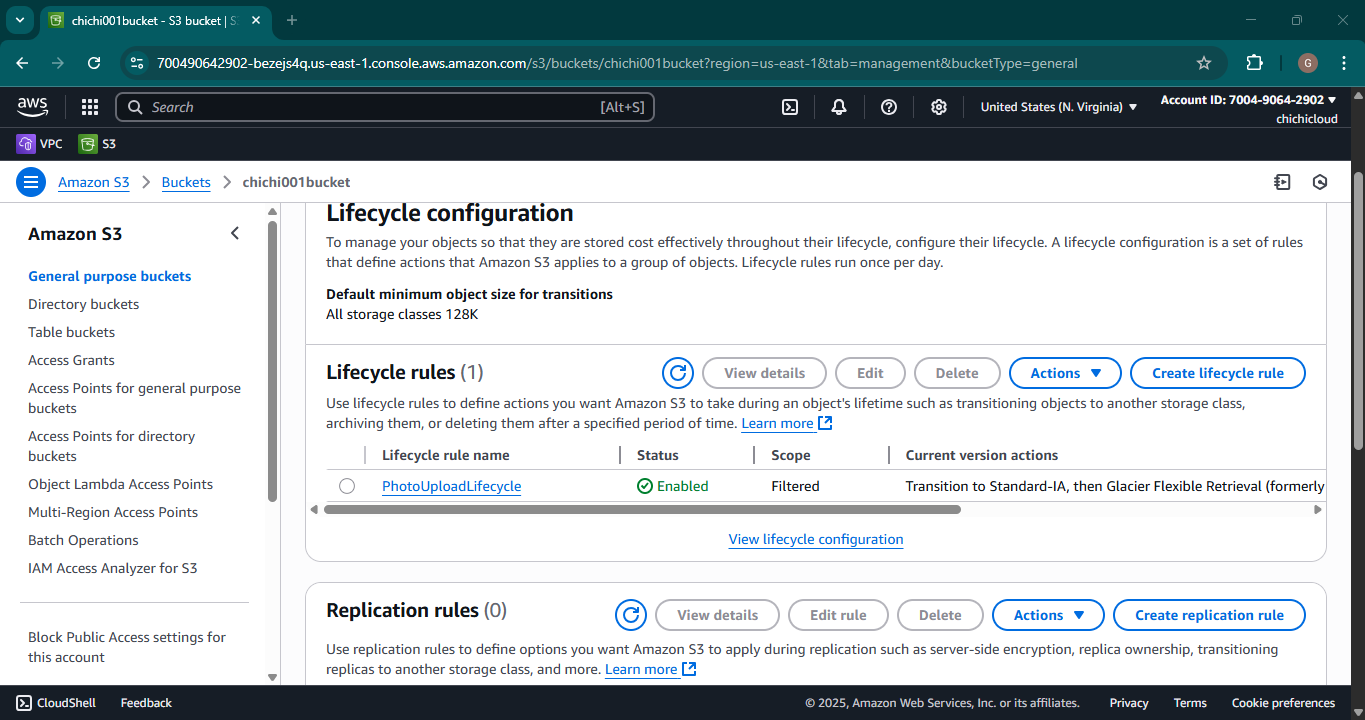 chichi001bucket - S3 bucket | S
700490642902-bezejs4q.us-east-1.console.aws.amazon.com/s3/buckets/chichi001bucket?region=us-east-1&tab=management&bucketType=general
G
aws
Search
[Alt+S]
United States (N. Virginia)
Account ID: 7004-9064-2902
chichicloud
VPC
S3
Amazon S3
Buckets
chichi001bucket
Amazon S3
General purpose buckets
Directory buckets
Table buckets
Access Grants
Access Points for general purpose
buckets
Access Points for directory
buckets
Object Lambda Access Points
Multi-Region Access Points
Batch Operations
IAM Access Analyzer for S3
Block Public Access settings for
this account
Lifecycle configuration
To manage your objects so that they are stored cost effectively throughout their lifecycle, configure their lifecycle. A lifecycle configuration is a set of rules
that define actions that Amazon S3 applies to a group of objects. Lifecycle rules run once per day.
Default minimum object size for transitions
All storage classes 128K
Lifecycle rules (1)
View details
Edit
Delete
Actions
Create lifecycle rule
Use lifecycle rules to define actions you want Amazon S3 to take during an object's lifetime such as transitioning objects to another storage class,
archiving them, or deleting them after a specified period of time. Learn more
Lifecycle rule name
Status
Scope
Current version actions
PhotoUploadLifecycle
Enabled
Filtered
Transition to Standard-IA, then Glacier Flexible Retrieval (formerly
View lifecycle configuration
Replication rules (0)
View details
Edit rule
Delete
Actions
Create replication rule
Use replication rules to define options you want Amazon S3 to apply during replication such as server-side encryption, replica ownership, transitioning
replicas to another storage class, and more. Learn more
CloudShell
Feedback
© 2025, Amazon Web Services, Inc. or its affiliates.
Privacy
Terms
Cookie preferences